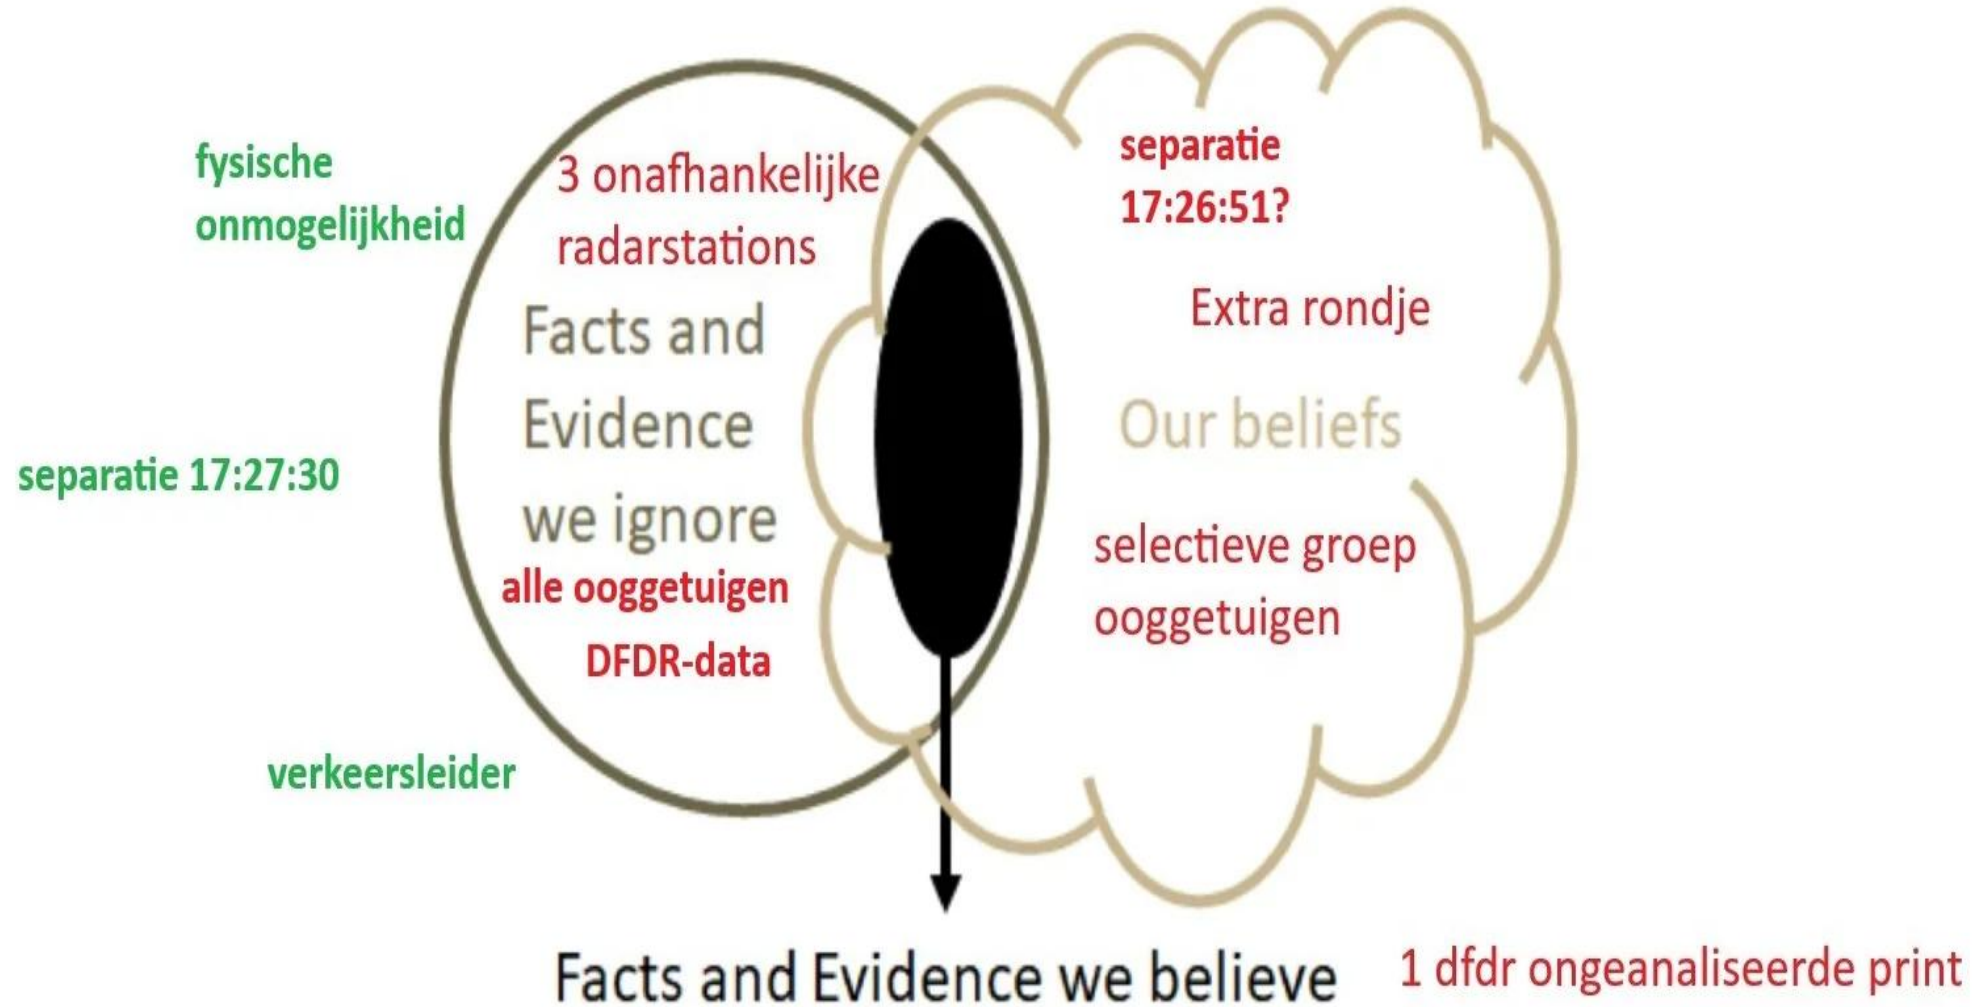 fysische
onmogelijkheid
separatie 17:27:30
verkeersleider
3 onafhankelijke
radarstations
Facts and
Evidence
we ignore
alle ooggetuigen
DFDR-data
separatie
17:26:51?
Extra rondje
Our beliefs
selectieve groep
ooggetuigen
Facts and Evidence we believe
1 dfdr ongeanaliseerde print